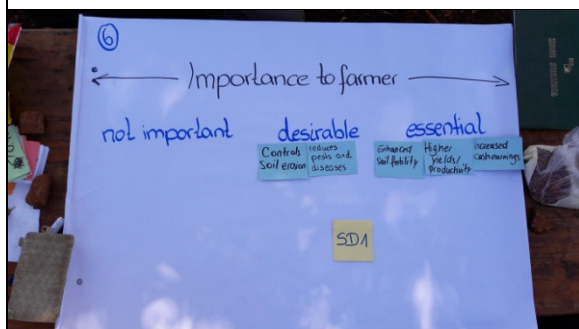 6
Importance to farmer
not important desirable essential
Controls
Soil erosion
reduces
pests and
diseases
Enhanced
Soil fertility
Higher
Yields/
Productivity
Increased
Cash earnings
SD1